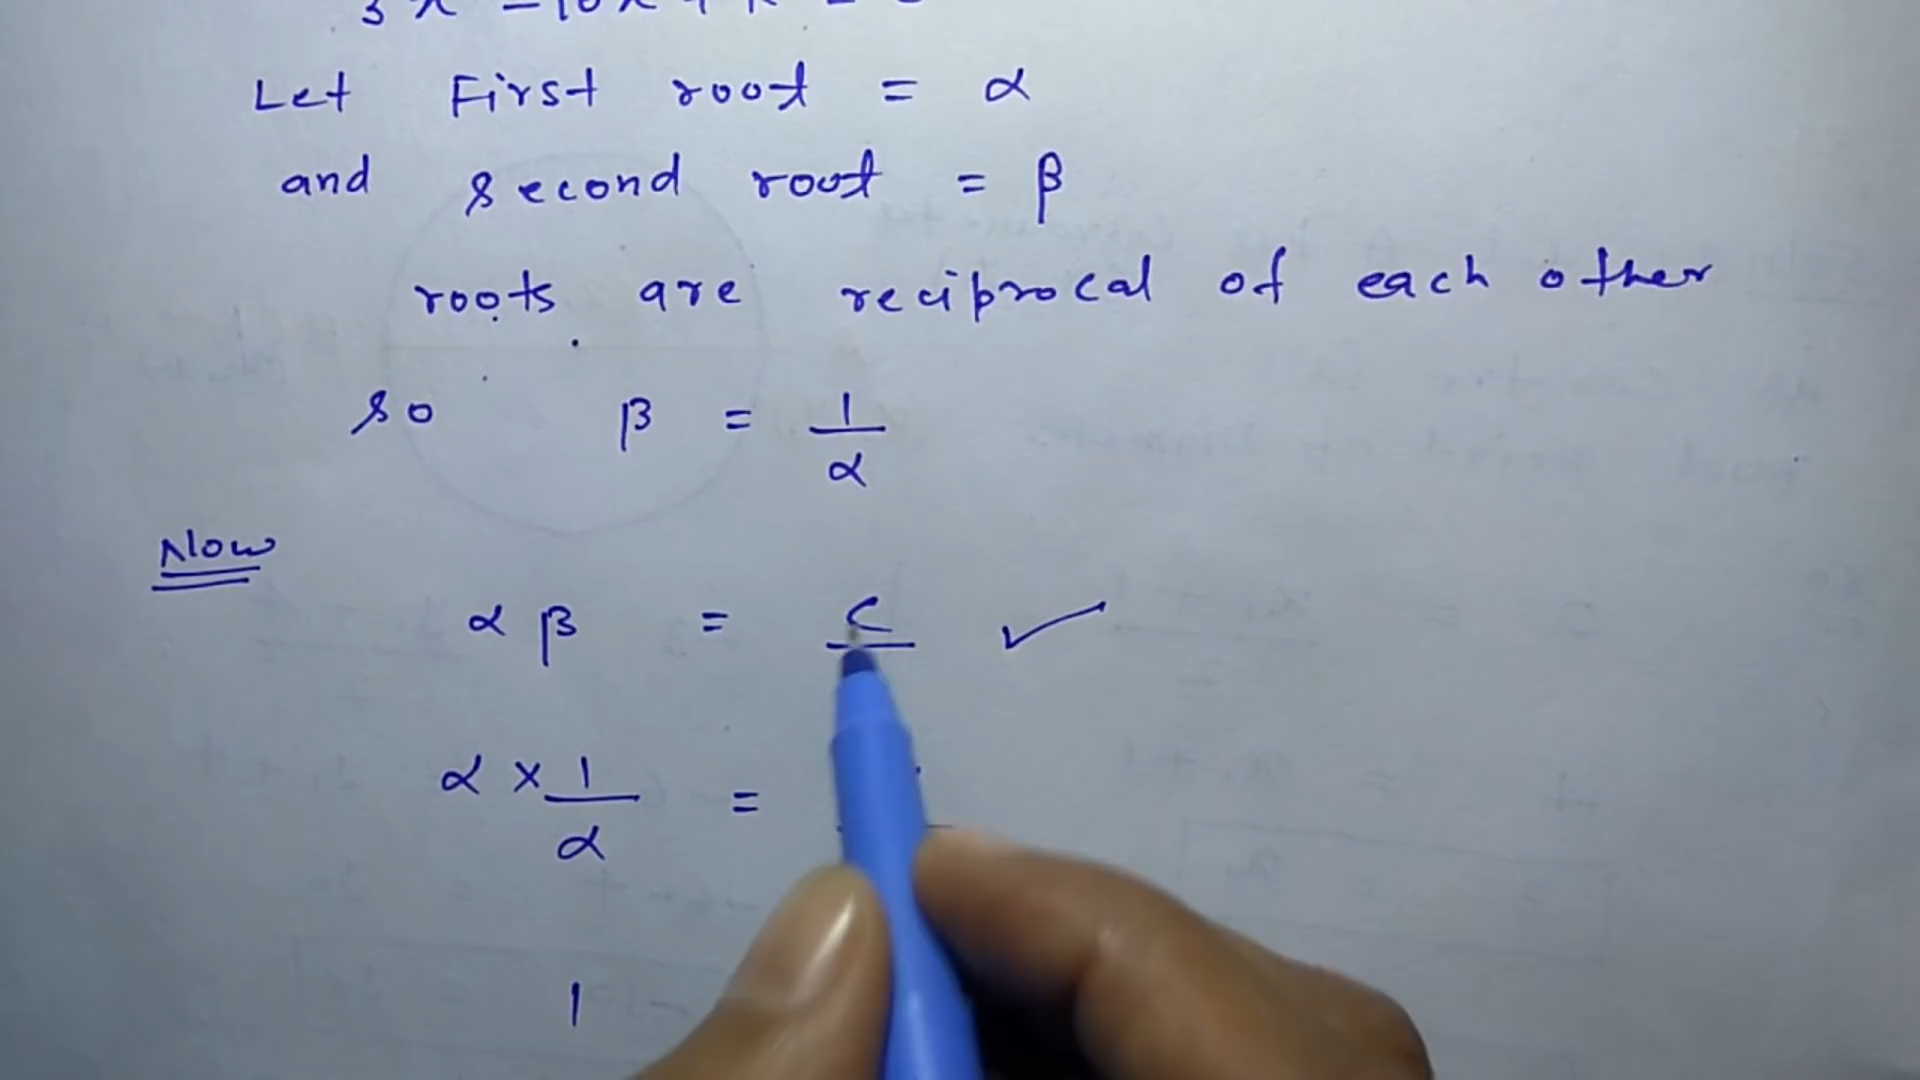 Let First root = α
and second root = β
roots are reciprocal of each other
so β = 1/α
Now
αβ = c/ ✓
α × 1/α =
1